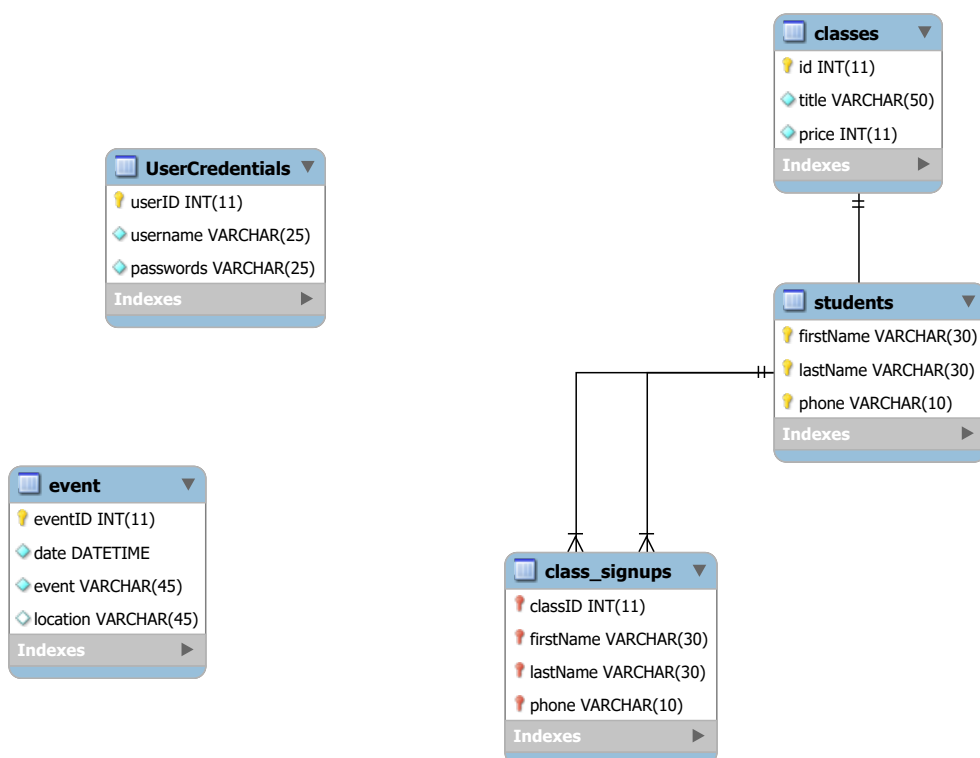 classes
id INT(11)
title VARCHAR(50)
price INT(11)
Indexes
UserCredentials
userID INT(11)
username VARCHAR(25)
passwords VARCHAR(25)
Indexes
students
firstName VARCHAR(30)
lastName VARCHAR(30)
phone VARCHAR(10)
Indexes
event
eventID INT(11)
date DATETIME
event VARCHAR(45)
location VARCHAR(45)
Indexes
class_signups
classID INT(11)
firstName VARCHAR(30)
lastName VARCHAR(30)
phone VARCHAR(10)
Indexes